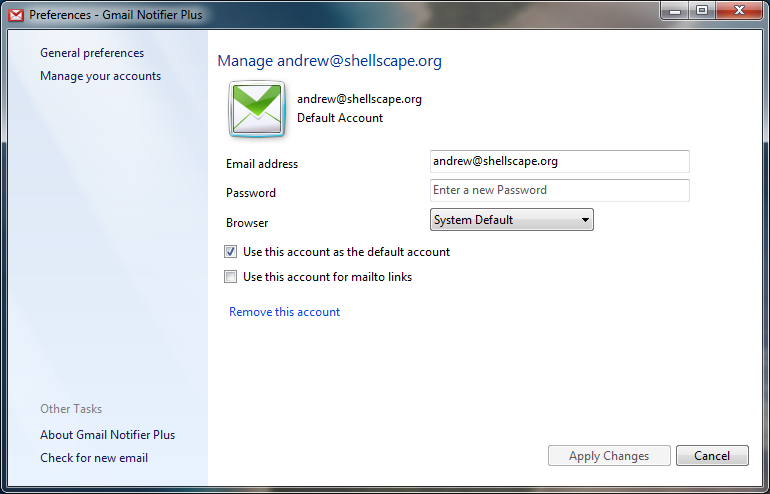 Preferences - Gmail Notifier Plus
General preferences
Manage your accounts
Manage andrew@shellscape.org
andrew@shellscape.org
Default Account
Email address
andrew@shellscape.org
Password
Enter a new Password
Browser
System Default
Use this account as the default account
Use this account for mailto links
Remove this account
Other Tasks
About Gmail Notifier Plus
Check for new email
Apply Changes
Cancel